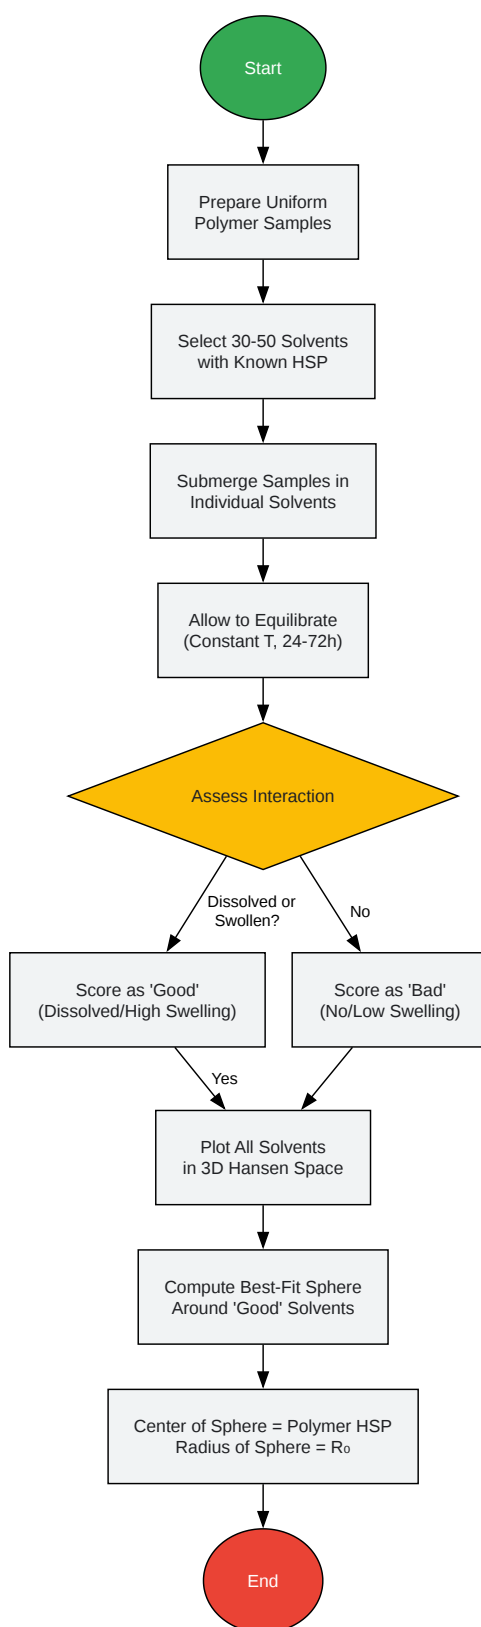 Start
Prepare Uniform
Polymer Samples
Select 30-50 Solvents
with Known HSP
Submerge Samples in
Individual Solvents
Allow to Equilibrate
(Constant T, 24-72h)
Assess Interaction
Dissolved or
Swollen?
No
Score as 'Good'
(Dissolved/High Swelling)
Score as 'Bad'
(No/Low Swelling)
Yes
Plot All Solvents
in 3D Hansen Space
Compute Best-Fit Sphere
Around 'Good' Solvents
Center of Sphere = Polymer HSP
Radius of Sphere = R₀
End